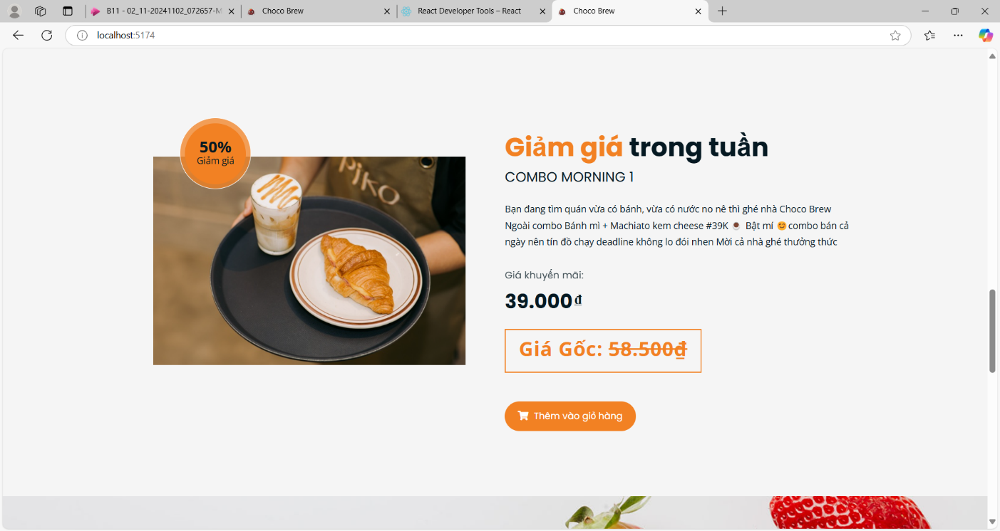 B11 - 02_11-20241102_072657-M
Choco Brew
React Developer Tools – React
Choco Brew
localhost:5174
50%
Giảm giá
piko
Giảm giá trong tuần
COMBO MORNING 1
Bạn đang tìm quán vừa có bánh, vừa có nước no nê thì ghé nhà Choco Brew
Ngoài combo Bánh mì + Machiato kem cheese #39K ☕ Bật mí 😊 combo bán cả
ngày nên tín đồ chạy deadline không lo đói nhen Mời cả nhà ghé thưởng thức
Giá khuyến mãi:
39.000₫
Giá Gốc: 58.500₫
Thêm vào giỏ hàng